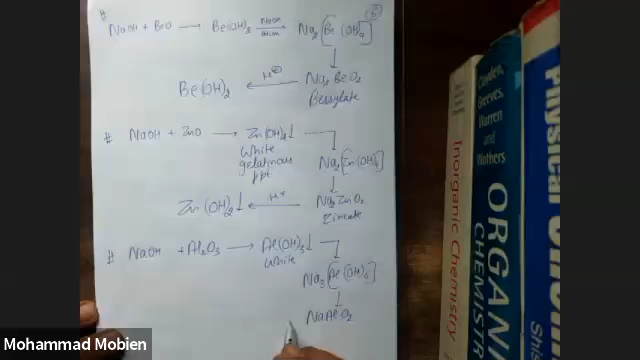 (6)
# NaOH + BeO ⟶ Be(OH)2 NaOH⟶ Na2[Be(OH)4]
↓
Be(OH)2 ⟵H⊕ Na2BeO2
Beryllate
# NaOH + ZnO ⟶ Zn(OH)2↓
white
gelatinous
ppt
Na2[Zn(OH)4]
↓
Zn(OH)2↓ ⟵H+ Na2ZnO2
Zincate
# NaOH + Al2O3 ⟶ Al(OH)3↓
white
Na3[Al(OH)6]
↓
NaAlO2
Inorganic Chemistry
Clayden,
Greeves,
Warren
and
Wothers
ORGANIC
CHEMISTRY
Physical
Mohammad Mobien